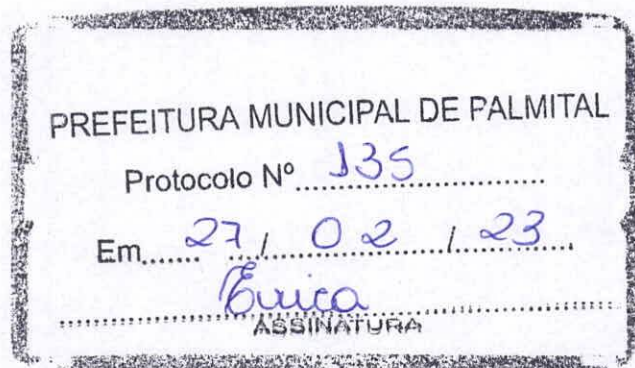 PREFEITURA MUNICIPAL DE PALMITAL
Protocolo Nº 135
Em 27 / 02 / 23
Erica
ASSINATURA